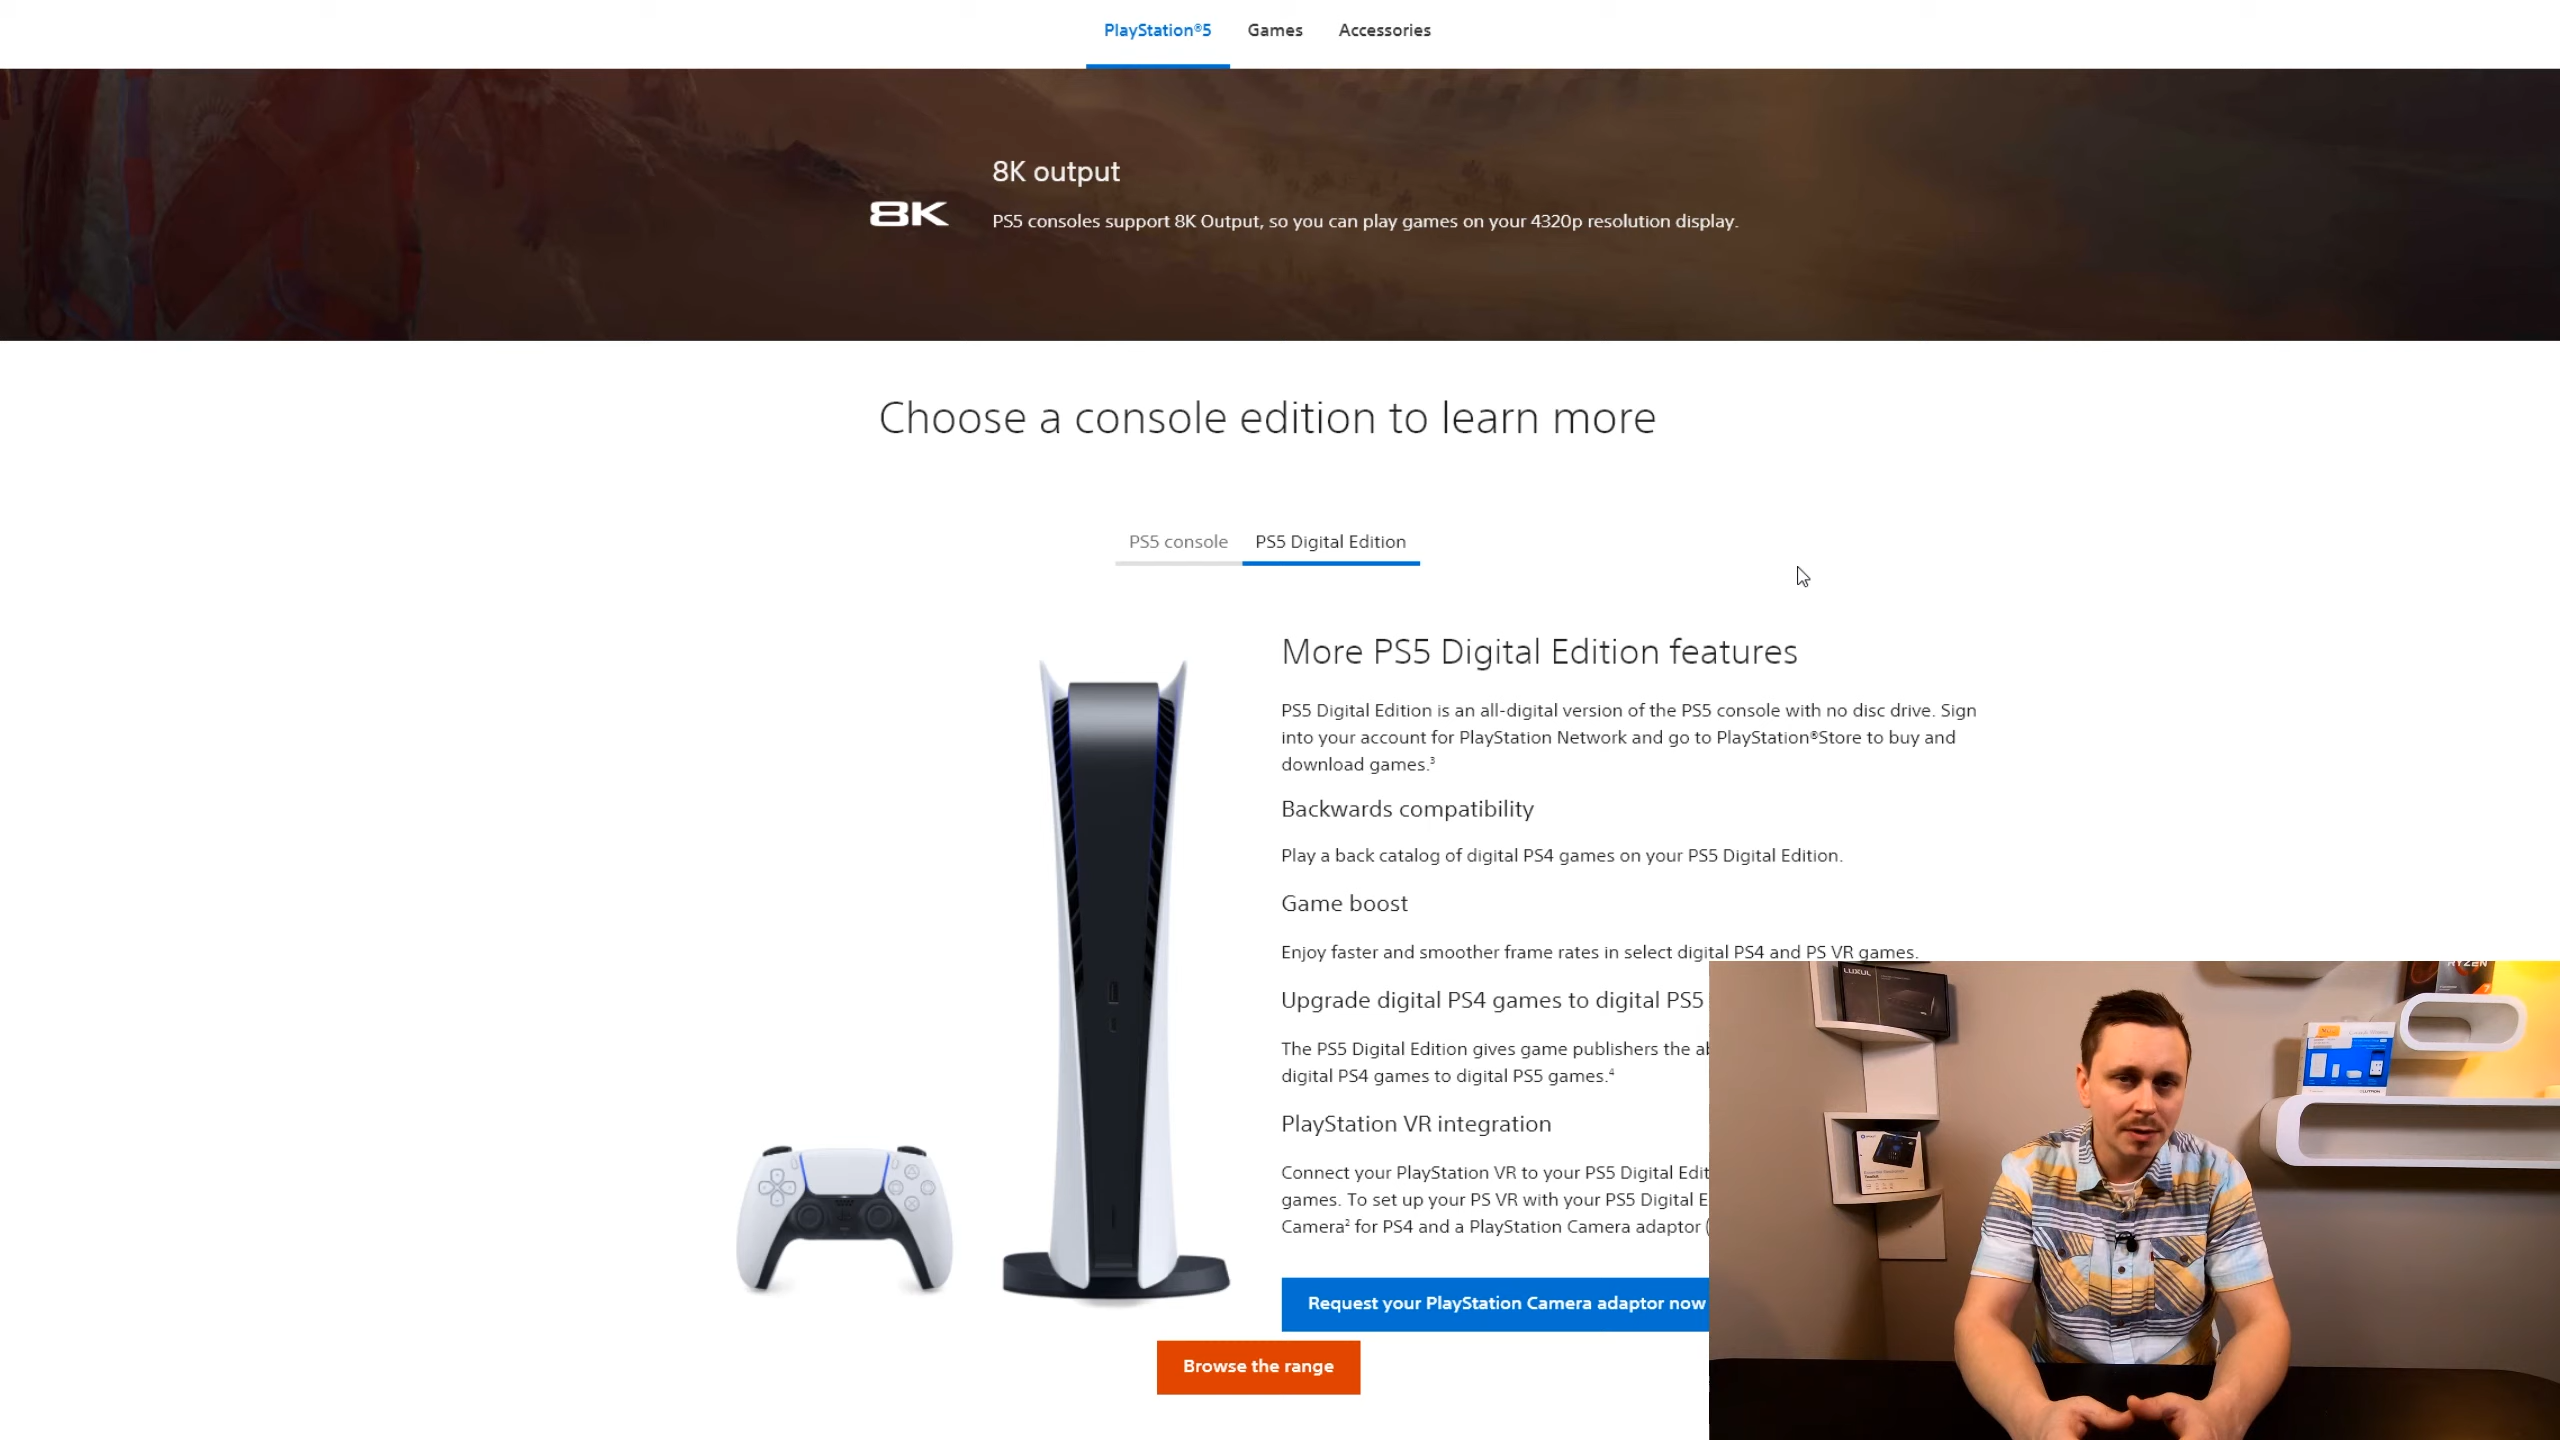 PlayStation®5 Games Accessories
8K output
8K
PS5 consoles support 8K Output, so you can play games on your 4320p resolution display.
Choose a console edition to learn more
PS5 console PS5 Digital Edition
More PS5 Digital Edition features
PS5 Digital Edition is an all-digital version of the PS5 console with no disc drive. Sign
into your account for PlayStation Network and go to PlayStation®Store to buy and
download games.³
Backwards compatibility
Play a back catalog of digital PS4 games on your PS5 Digital Edition.
Game boost
Enjoy faster and smoother frame rates in select digital PS4 and PS VR games.
Upgrade digital PS4 games to digital PS5
The PS5 Digital Edition gives game publishers the
digital PS4 games to digital PS5 games.⁴
PlayStation VR integration
Connect your PlayStation VR to your PS5
games. To set up your PS VR with your PS5 Digital
Camera² for PS4 and a PlayStation Camera adaptor
Request your PlayStation Camera adaptor now
Browse the range
LUXUL
RYZEN
7
LUTRON